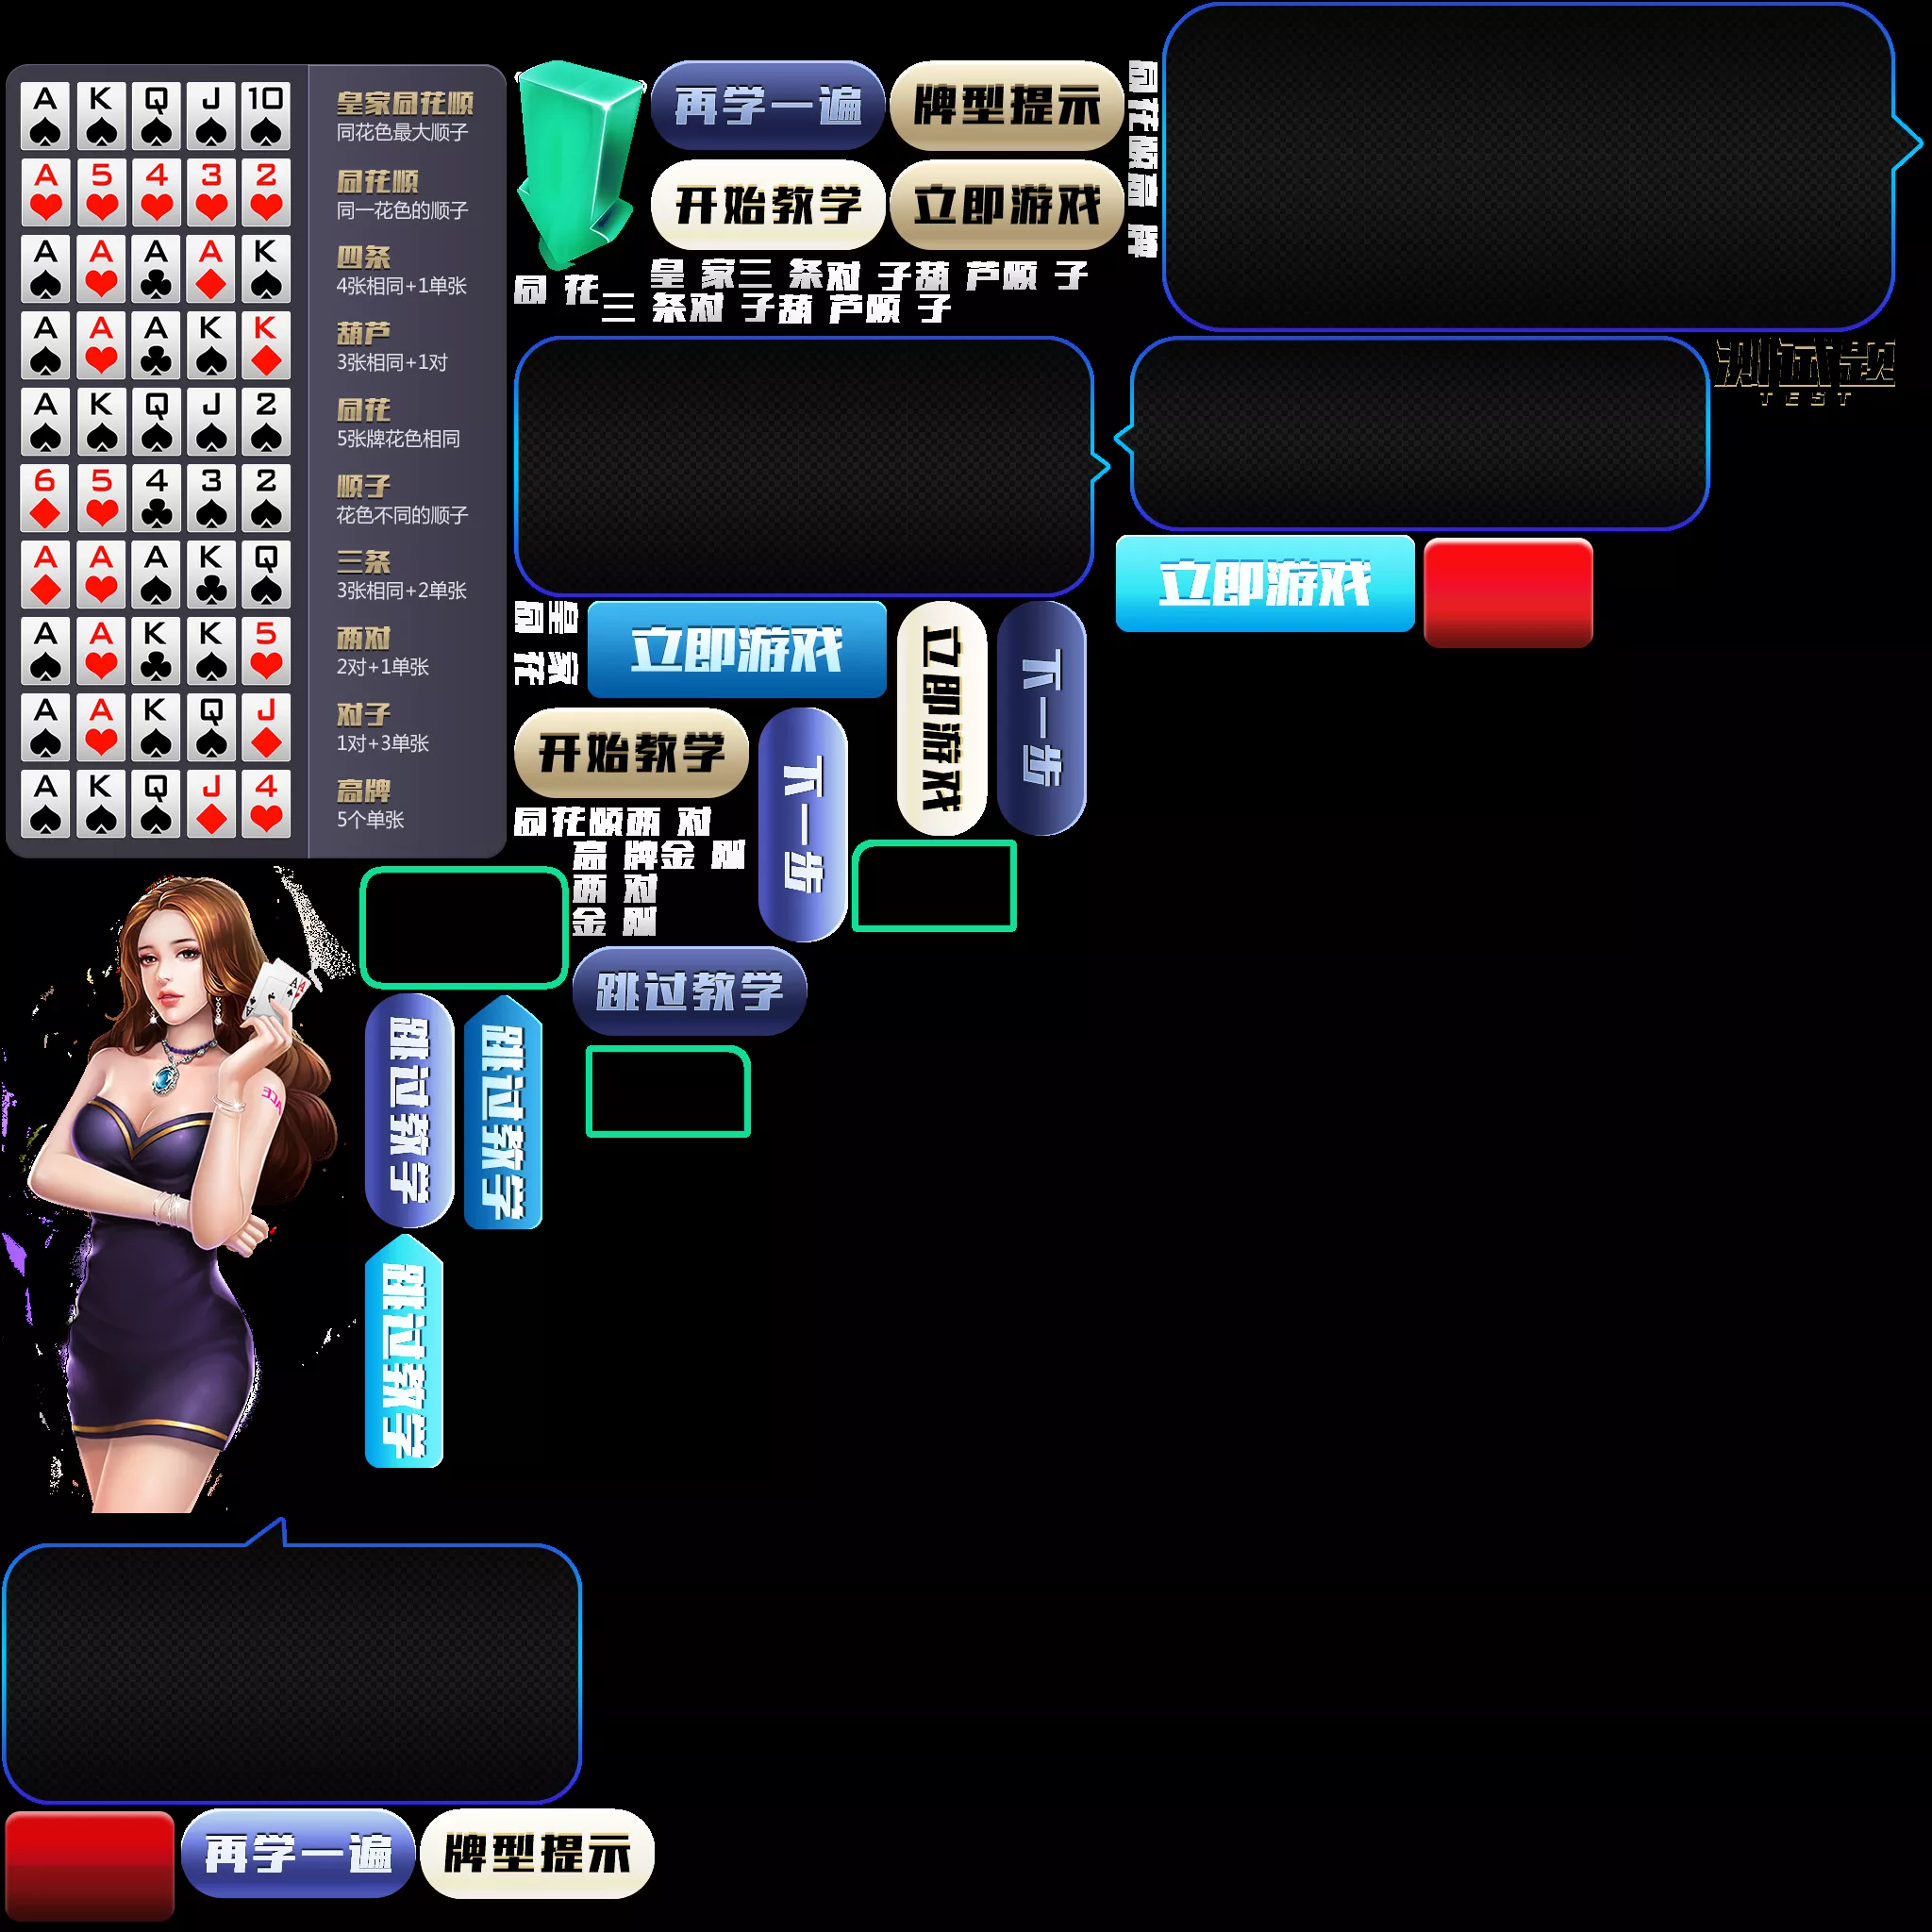 A K Q J 10
皇家同花顺
同花色最大顺子
A 5 4 3 2
同花顺
同一花色的顺子
A A A A K
四条
4张相同+1单张
A A A K K
葫芦
3张相同+1对
A K Q J 2
同花
5张牌花色相同
6 5 4 3 2
顺子
花色不同的顺子
A A A K Q
三条
3张相同+2单张
A A K K 5
两对
2对+1单张
A A K Q J
对子
1对+3单张
A K Q J 4
高牌
5个单张
再学一遍
牌型提示
开始教学
立即游戏
同花顺高 牌
同 花
皇 家三 条对 子葫 芦顺 子
三 条对 子葫 芦顺 子
测试题
TEST
立即游戏
皇 家
同 花
立即游戏
立即游戏
下一步
开始教学
下一步
同花顺两 对
高 牌金 刚
两 对
金 刚
A A
ACE
跳过教学
跳过教学
跳过教学
跳过教学
再学一遍
牌型提示